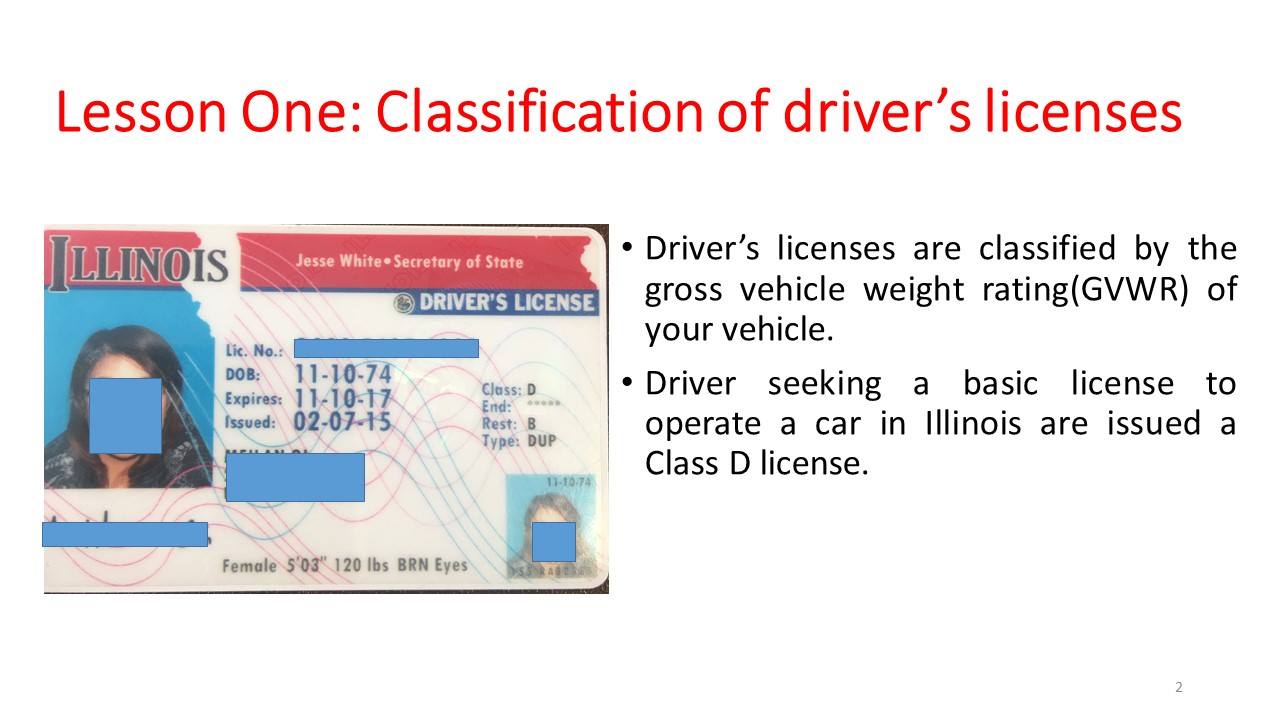 Lesson One: Classification of driver’s licenses
ILLINOIS
Jesse White•Secretary of State
DRIVER'S LICENSE
Lic. No.:
DOB: 11-10-74
Expires: 11-10-17
Issued: 02-07-15
Class: D
End: *****
Rest: B
Type: DUP
11-10-74
Female 5'03" 120 lbs BRN Eyes
• Driver’s licenses are classified by the
gross vehicle weight rating(GVWR) of
your vehicle.
• Driver seeking a basic license to
operate a car in Illinois are issued a
Class D license.
2